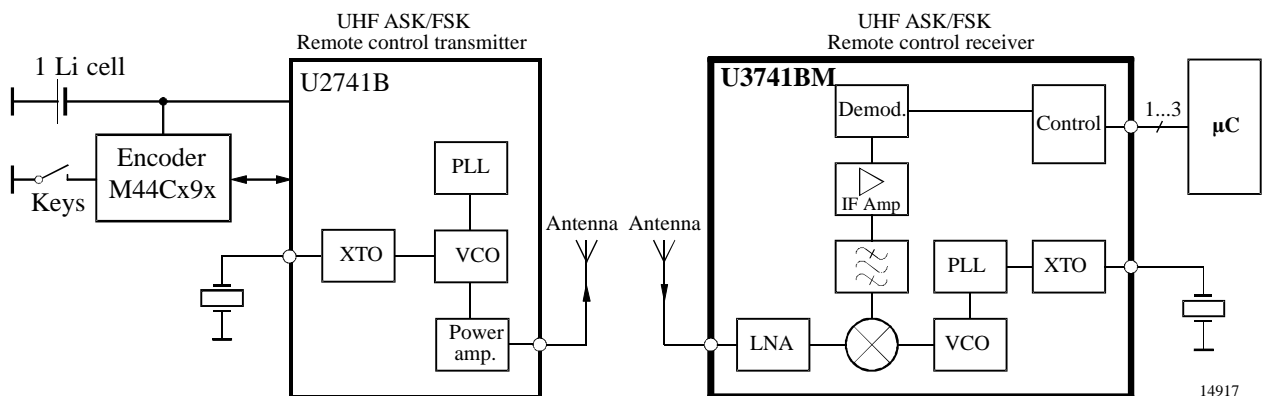 UHF ASK/FSK
Remote control transmitter
UHF ASK/FSK
Remote control receiver
1 Li cell
U2741B
U3741BM
Encoder
M44Cx9x
Keys
PLL
XTO
VCO
Power
amp.
Antenna
Antenna
Demod.
Control
1...3
µC
IF Amp
PLL
XTO
LNA
VCO
14917